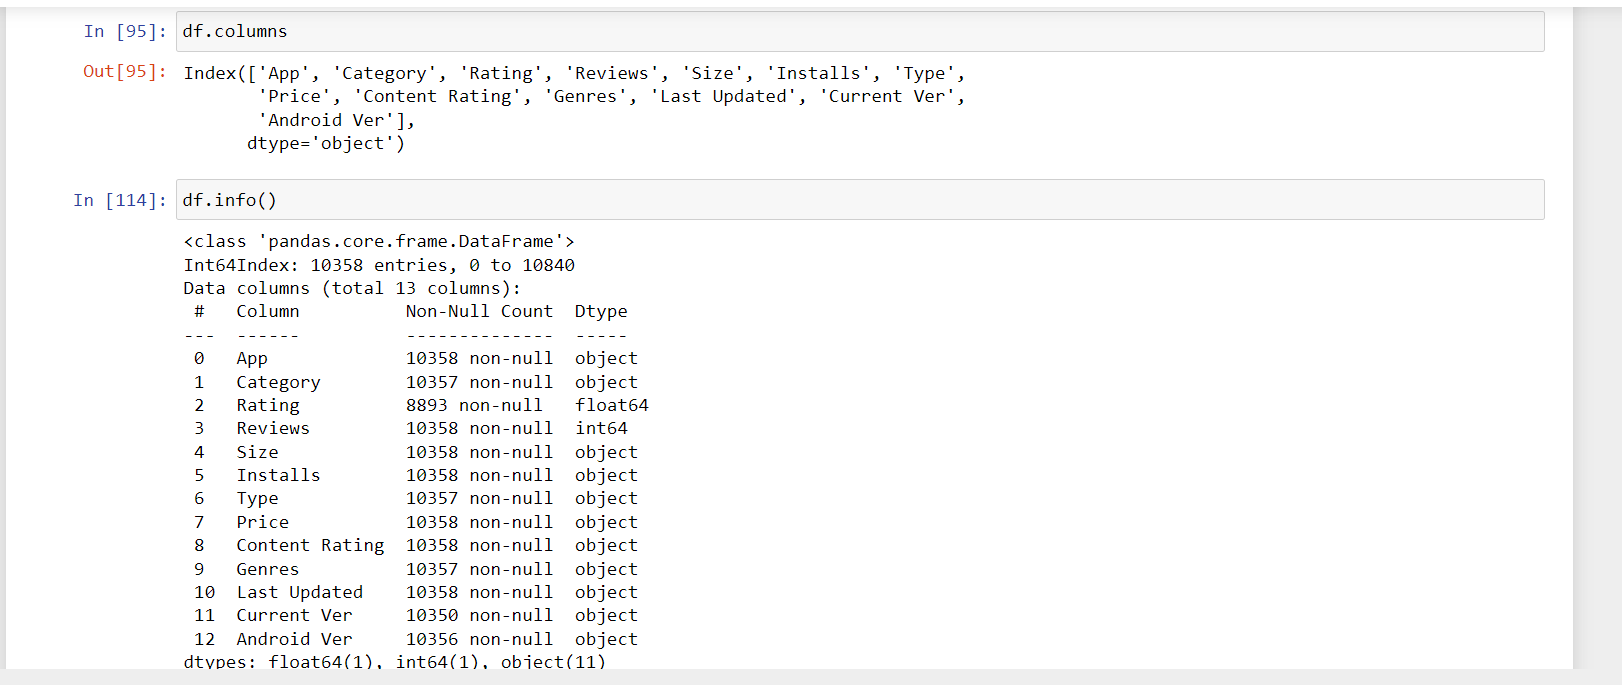 In [95]: df.columns
Out[95]: Index(['App', 'Category', 'Rating', 'Reviews', 'Size', 'Installs', 'Type',
'Price', 'Content Rating', 'Genres', 'Last Updated', 'Current Ver',
'Android Ver'],
dtype='object')
In [114]: df.info()
<class 'pandas.core.frame.DataFrame'>
Int64Index: 10358 entries, 0 to 10840
Data columns (total 13 columns):
# Column Non-Null Count Dtype
--- ------ -------------- -----
0 App 10358 non-null object
1 Category 10357 non-null object
2 Rating 8893 non-null float64
3 Reviews 10358 non-null int64
4 Size 10358 non-null object
5 Installs 10358 non-null object
6 Type 10357 non-null object
7 Price 10358 non-null object
8 Content Rating 10358 non-null object
9 Genres 10357 non-null object
10 Last Updated 10358 non-null object
11 Current Ver 10350 non-null object
12 Android Ver 10356 non-null object
dtypes: float64(1), int64(1), object(11)